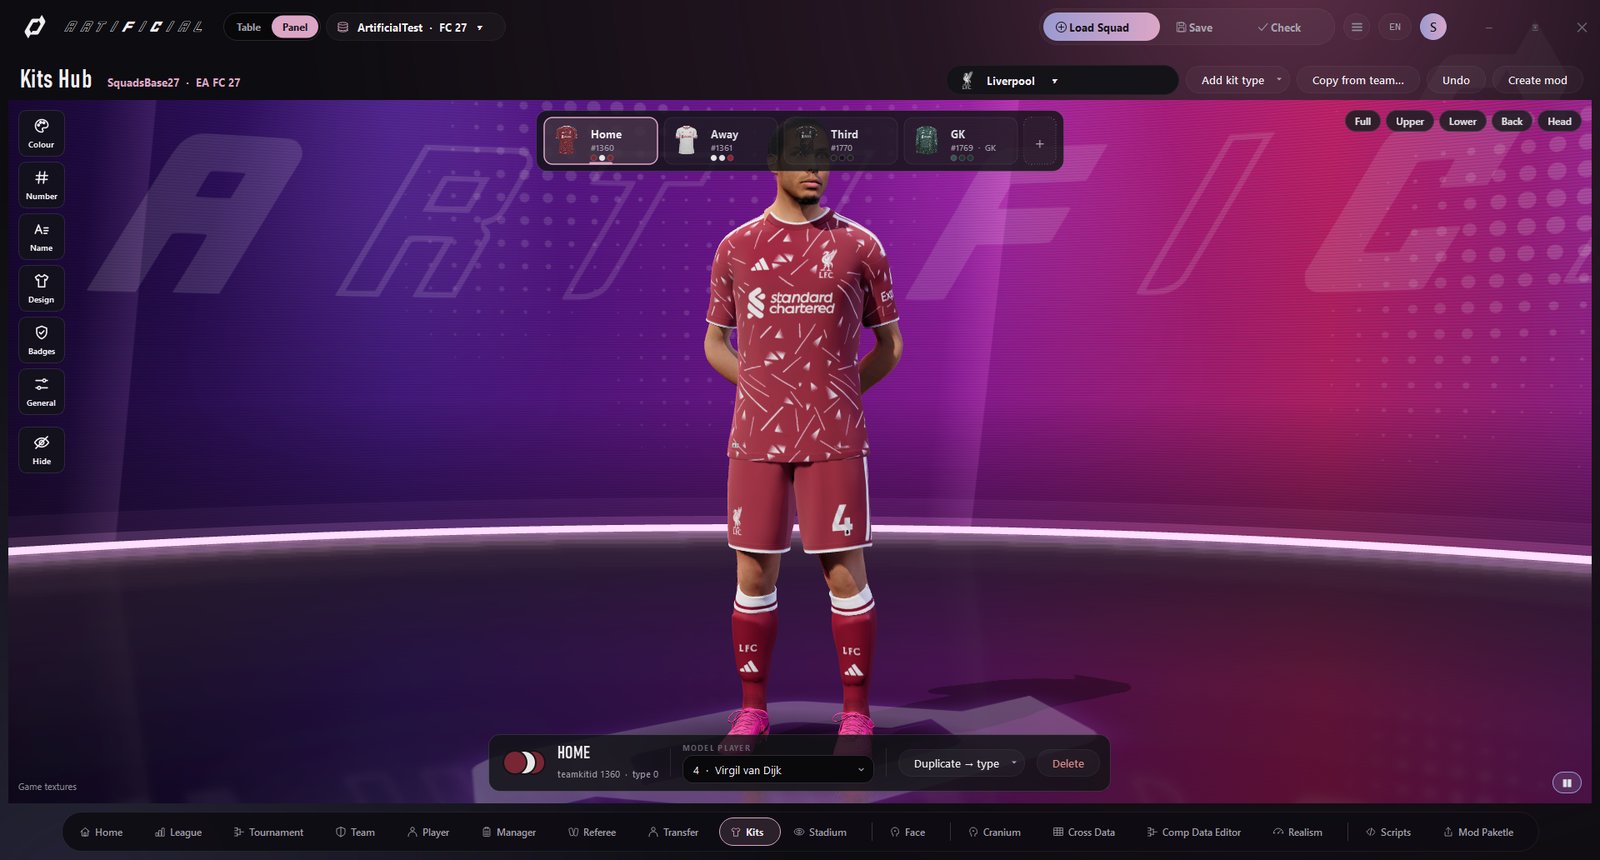 ARTIFICIAL
Table
Panel
ArtificialTest · FC 27
Load Squad
Save
Check
EN
S
Kits Hub
SquadsBase27 · EA FC 27
Liverpool
Add kit type
Copy from team...
Undo
Create mod
Colour
Number
Name
Design
Badges
General
Hide
Home
#1360
Away
#1361
Third
#1770
GK
#1769 · GK
+
Full
Upper
Lower
Back
Head
ARTIFICIA
LFC
standard
chartered
Exp
LFC
4
LFC
LFC
HOME
teamkitid 1360 · type 0
MODEL PLAYER
4 · Virgil van Dijk
Duplicate → type
Delete
Game textures
Home
League
Tournament
Team
Player
Manager
Referee
Transfer
Kits
Stadium
Face
Cranium
Cross Data
Comp Data Editor
Realism
Scripts
Mod Paketle